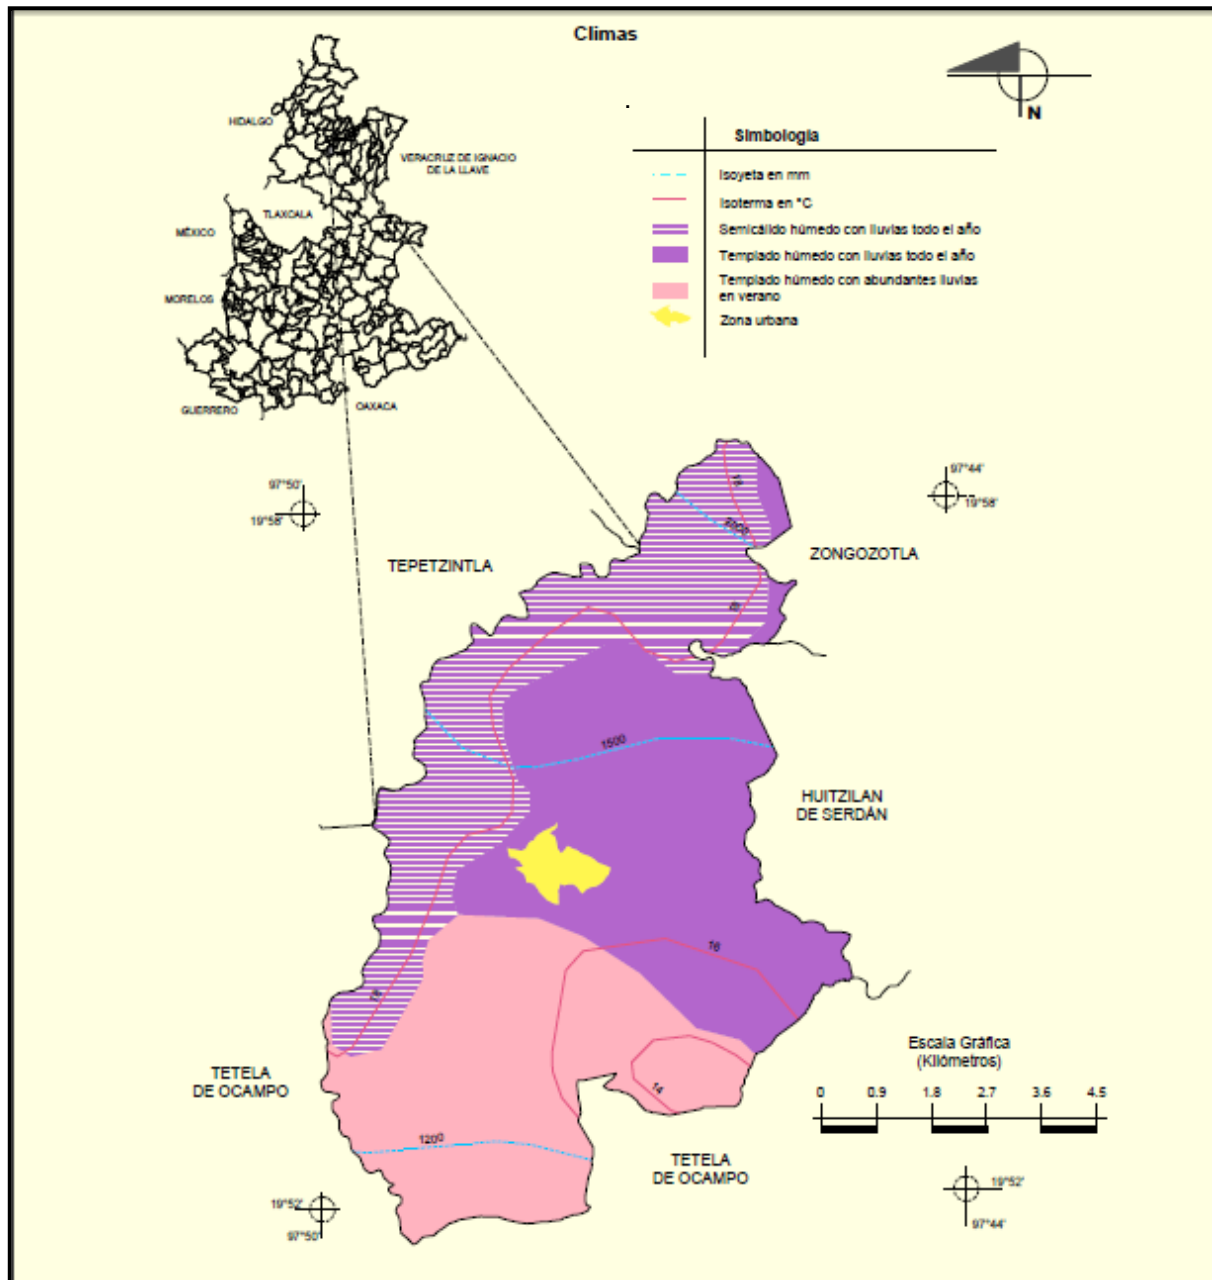 Climas
N
HIDALGO
VERACRUZ DE IGNACIO
DE LA LLAVE
TLAXCALA
MÉXICO
MORELOS
GUERRERO
OAXACA
Simbología
Isoyeta en mm
Isoterma en °C
Semicálido húmedo con lluvias todo el año
Templado húmedo con lluvias todo el año
Templado húmedo con abundantes lluvias
en verano
Zona urbana
97°50'
19°58'
97°44'
19°58'
TEPETZINTLA
ZONGOZOTLA
18
2000
18
1500
HUITZILAN
DE SERDÁN
16
18
14
1200
TETELA
DE OCAMPO
TETELA
DE OCAMPO
Escala Gráfica
(Kilómetros)
0 0.9 1.8 2.7 3.6 4.5
19°52'
97°50'
19°52'
97°44'